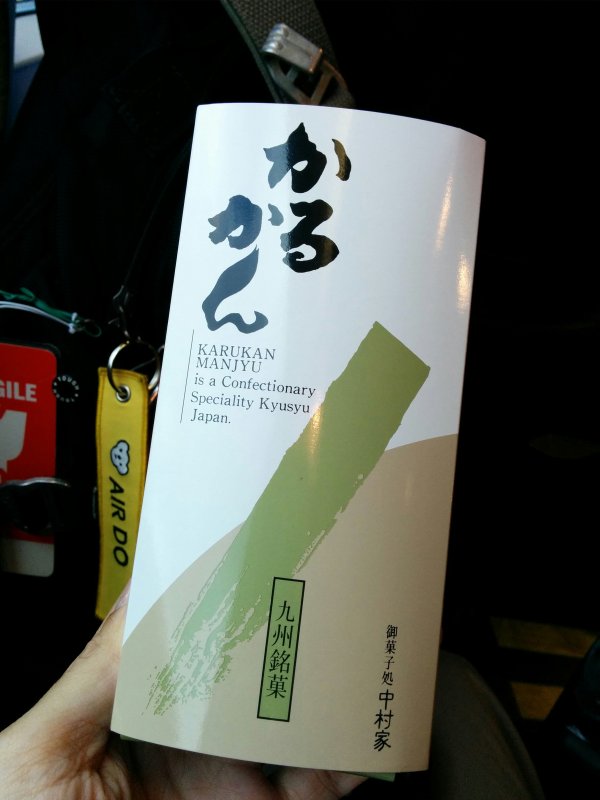 かる
かん
KARUKAN
MANJYU
is a Confectionary
Speciality Kyusyu
Japan.
九州銘菓
御菓子処 中村家
GILE
TOUGH
AIR DO